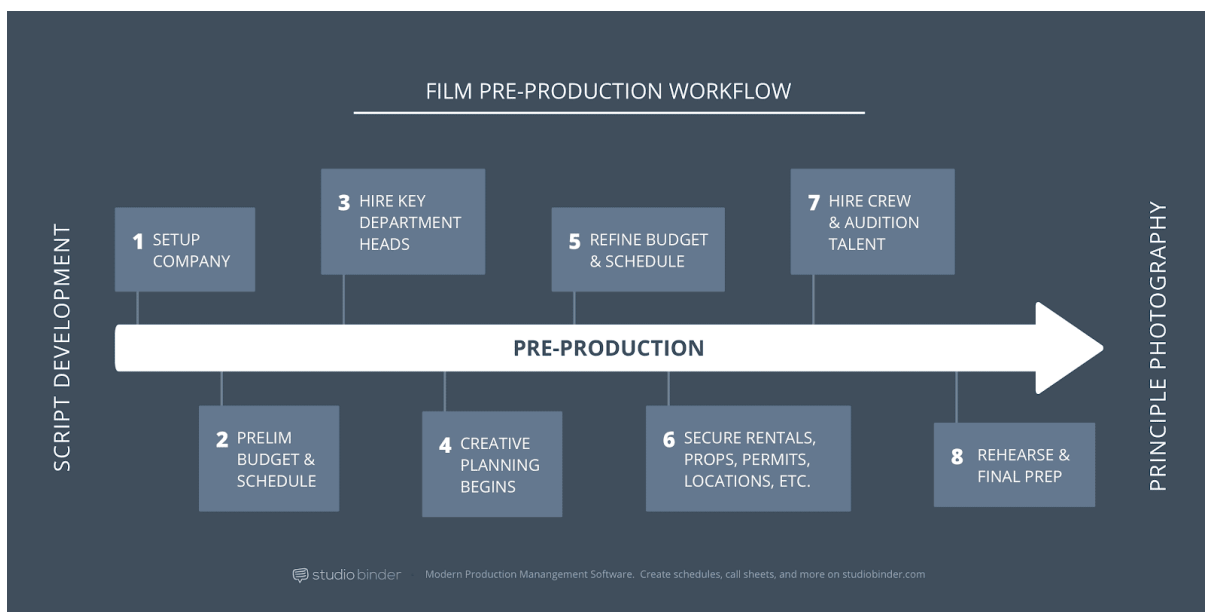 FILM PRE-PRODUCTION WORKFLOW
SCRIPT DEVELOPMENT
1 SETUP
COMPANY
2 PRELIM
BUDGET &
SCHEDULE
3 HIRE KEY
DEPARTMENT
HEADS
4 CREATIVE
PLANNING
BEGINS
5 REFINE BUDGET
& SCHEDULE
6 SECURE RENTALS,
PROPS, PERMITS,
LOCATIONS, ETC.
7 HIRE CREW
& AUDITION
TALENT
8 REHEARSE &
FINAL PREP
PRE-PRODUCTION
PRINCIPLE PHOTOGRAPHY
studiobinder · Modern Production Manangement Software. Create schedules, call sheets, and more on studiobinder.com